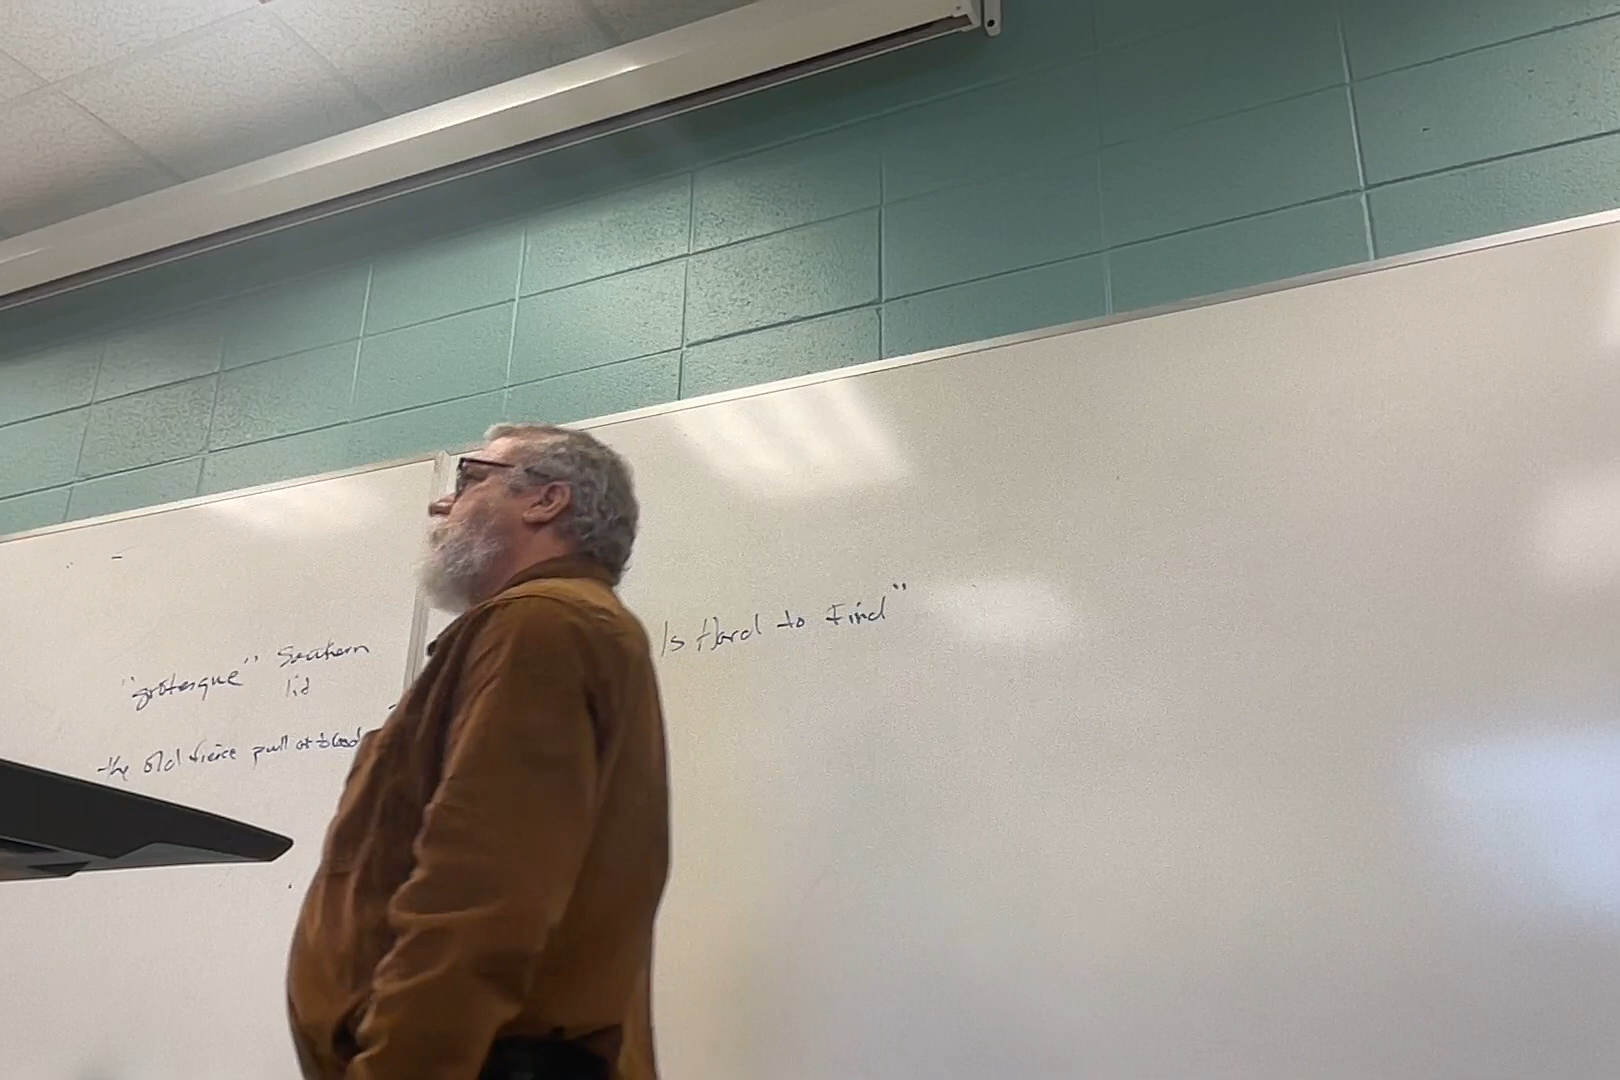 "grotesque" Southern
lit
the old fierce pull of blood
Is Hard to Find"